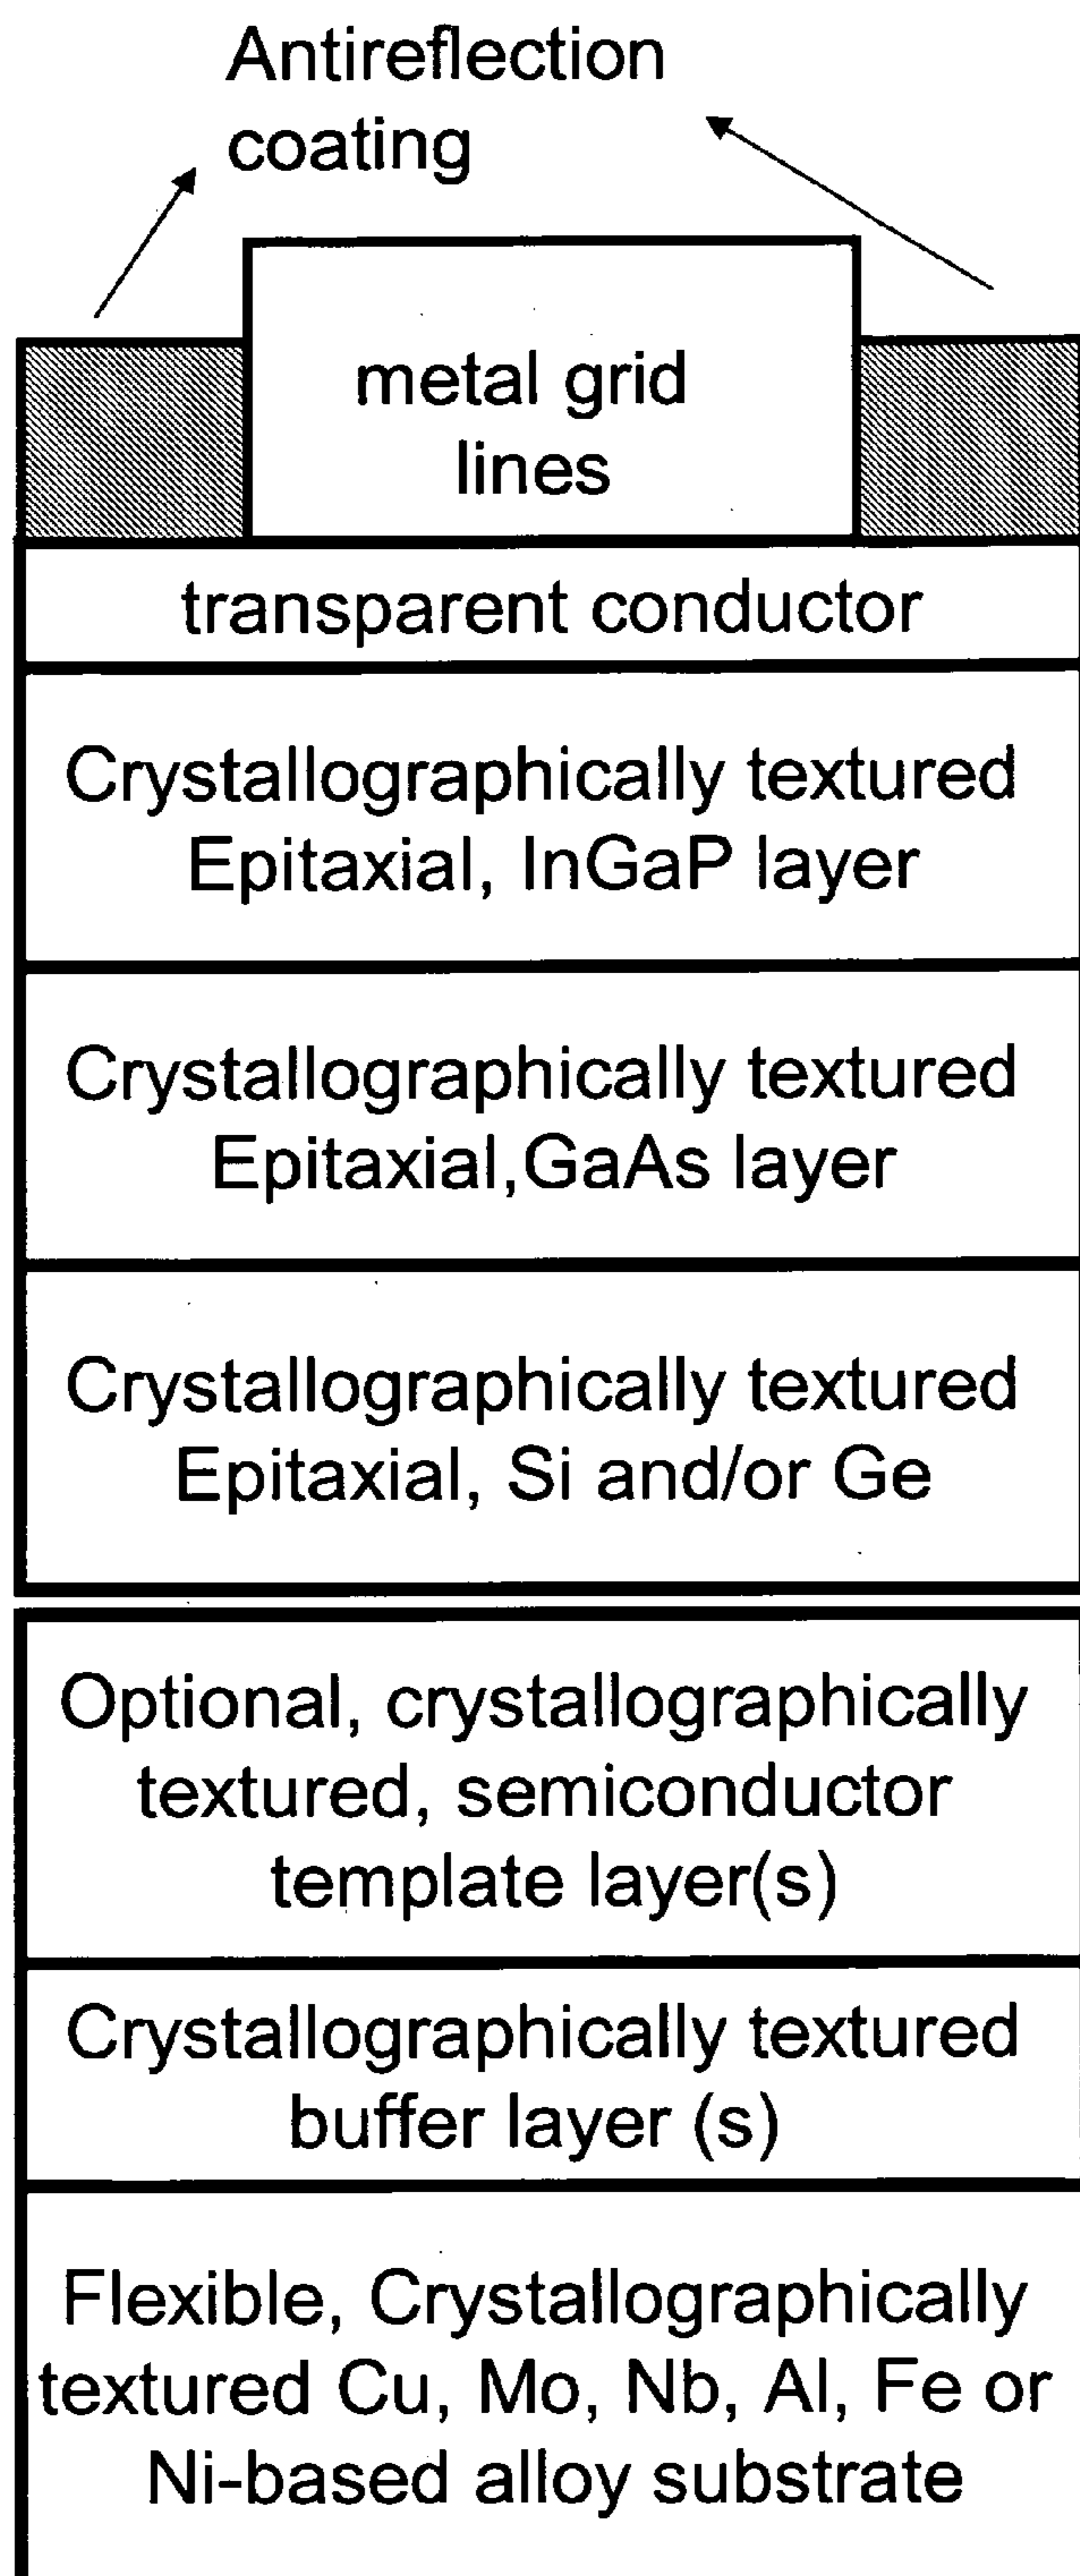 Antireflection
coating
metal grid
lines
transparent conductor
Crystallographically textured
Epitaxial, InGaP layer
Crystallographically textured
Epitaxial,GaAs layer
Crystallographically textured
Epitaxial, Si and/or Ge
Optional, crystallographically
textured, semiconductor
template layer(s)
Crystallographically textured
buffer layer (s)
Flexible, Crystallographically
textured Cu, Mo, Nb, Al, Fe or
Ni-based alloy substrate